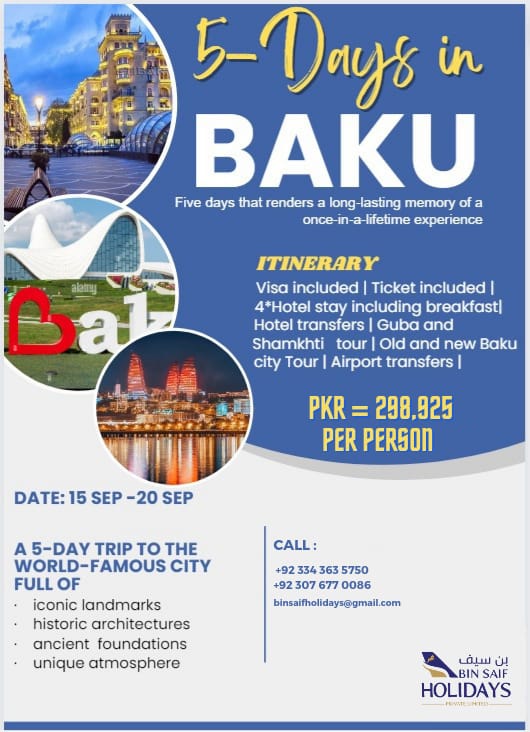 5-Days in
BAKU
Five days that renders a long-lasting memory of a
once-in-a-lifetime experience
ITINERARY
Visa included | Ticket included |
4*Hotel stay including breakfast|
Hotel transfers | Guba and
Shamkhti tour | Old and new Baku
city Tour | Airport transfers |
PKR = 298,925
PER PERSON
alamy
Bak
DATE: 15 SEP -20 SEP
A 5-DAY TRIP TO THE
WORLD-FAMOUS CITY
FULL OF
· iconic landmarks
· historic architectures
· ancient foundations
· unique atmosphere
CALL :
+92 334 363 5750
+92 307 677 0086
binsaifholidays@gmail.com
بن سيف
BIN SAIF
HOLIDAYS
PRIVATE LIMITED